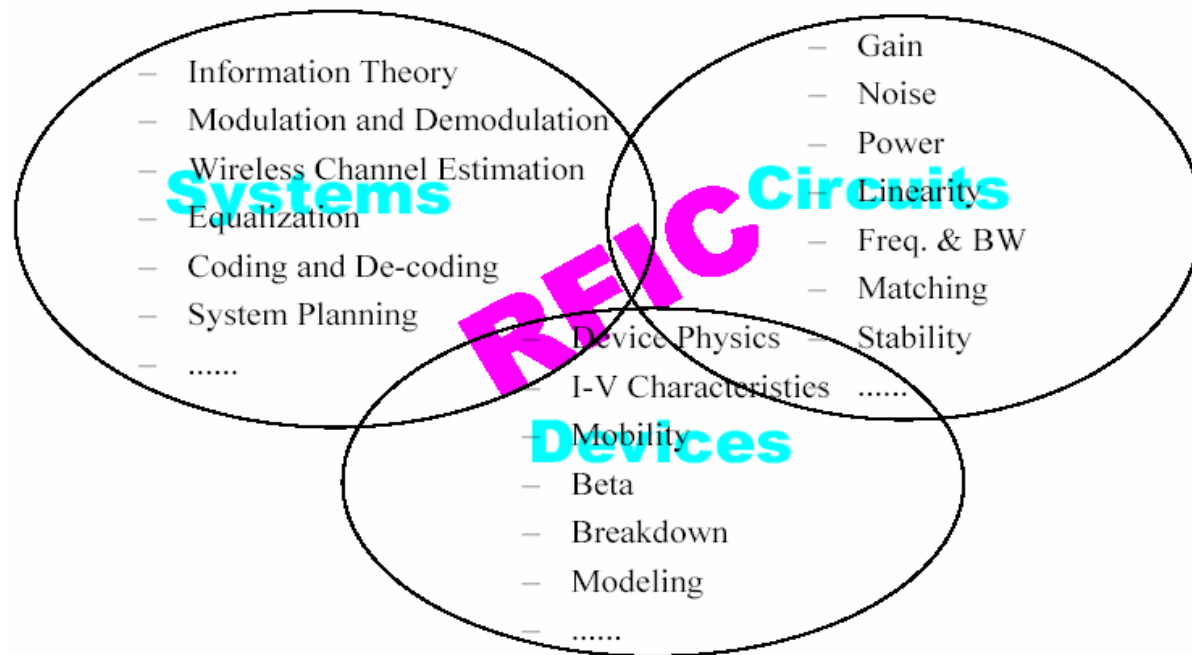 Systems
– Information Theory
– Modulation and Demodulation
– Wireless Channel Estimation
– Equalization
– Coding and De-coding
– System Planning
– ......
Circuits
– Gain
– Noise
– Power
– Linearity
– Freq. & BW
– Matching
– Stability
......
RFIC
Devices
– Device Physics
– I-V Characteristics
– Mobility
– Beta
– Breakdown
– Modeling
– ......